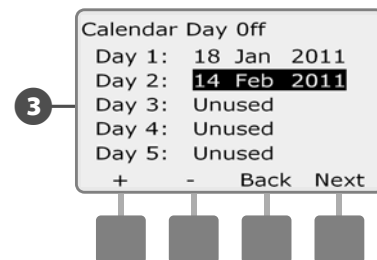 Calendar Day 0ff
Day 1: 18 Jan 2011
Day 2: 14 Feb 2011
3
Day 3: Unused
Day 4: Unused
Day 5: Unused
+ - Back Next